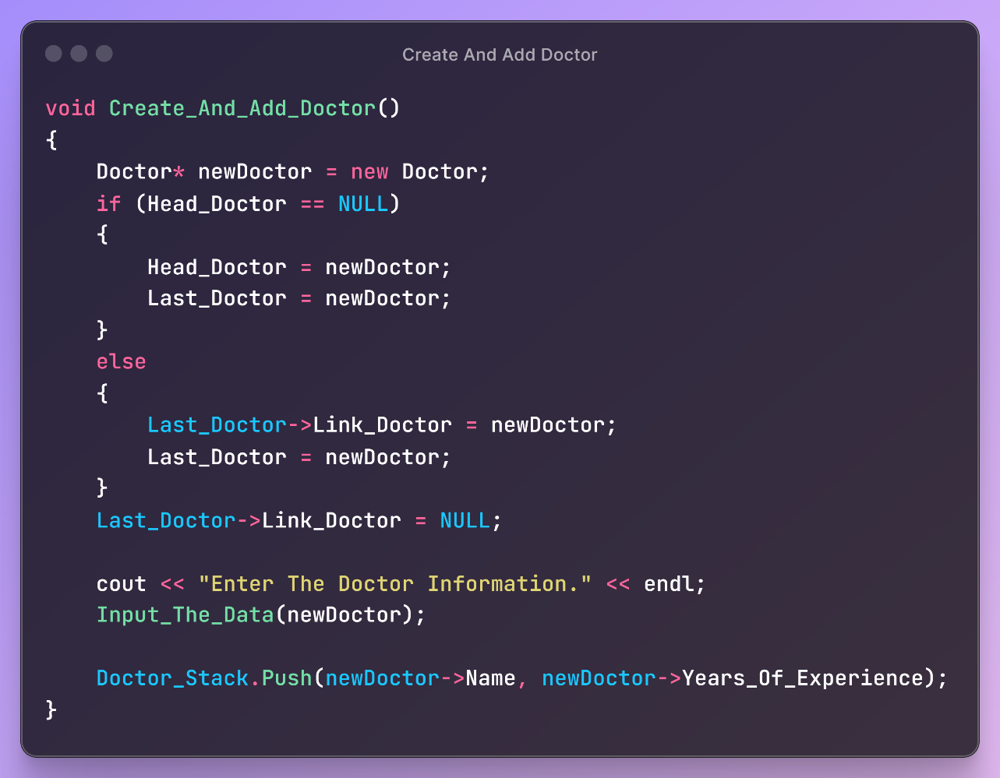 Create And Add Doctor
void Create_And_Add_Doctor()
{
    Doctor* newDoctor = new Doctor;
    if (Head_Doctor == NULL)
    {
        Head_Doctor = newDoctor;
        Last_Doctor = newDoctor;
    }
    else
    {
        Last_Doctor->Link_Doctor = newDoctor;
        Last_Doctor = newDoctor;
    }
    Last_Doctor->Link_Doctor = NULL;

    cout << "Enter The Doctor Information." << endl;
    Input_The_Data(newDoctor);

    Doctor_Stack.Push(newDoctor->Name, newDoctor->Years_Of_Experience);
}